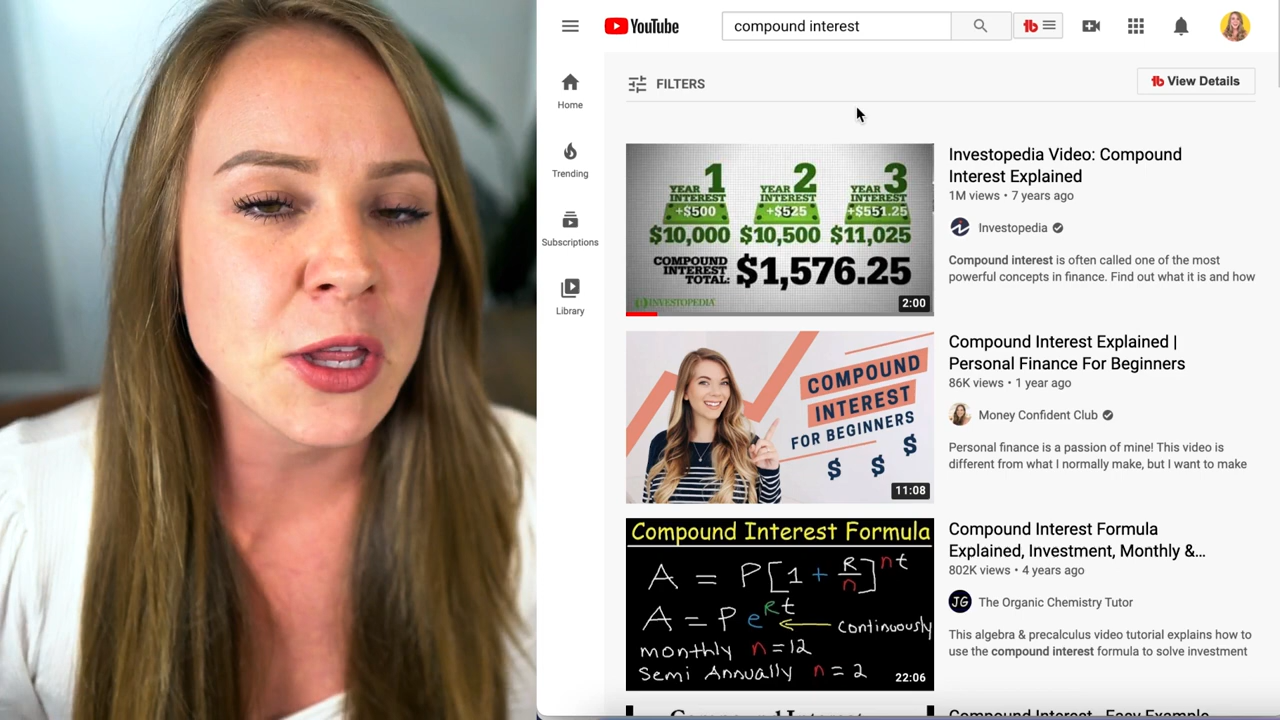 YouTube
compound interest
tb
Home
Trending
Subscriptions
Library
FILTERS
tb View Details
YEAR 1 INTEREST +$500 $10,000
YEAR 2 INTEREST +$525 $10,500
YEAR 3 INTEREST +$551.25 $11,025
COMPOUND INTEREST TOTAL: $1,576.25
INVESTOPEDIA
2:00
Investopedia Video: Compound
Interest Explained
1M views • 7 years ago
Investopedia
Compound interest is often called one of the most
powerful concepts in finance. Find out what it is and how
COMPOUND
INTEREST
FOR BEGINNERS
$ $ $
11:08
Compound Interest Explained |
Personal Finance For Beginners
86K views • 1 year ago
Money Confident Club
Personal finance is a passion of mine! This video is
different from what I normally make, but I want to make
Compound Interest Formula
A = P[1 + R/n]^nt
A = P e^Rt
continuously
monthly n=12
Semi Annually n=2
22:06
Compound Interest Formula
Explained, Investment, Monthly &...
802K views • 4 years ago
JG The Organic Chemistry Tutor
This algebra & precalculus video tutorial explains how to
use the compound interest formula to solve investment
Compound Interest - Easy Example